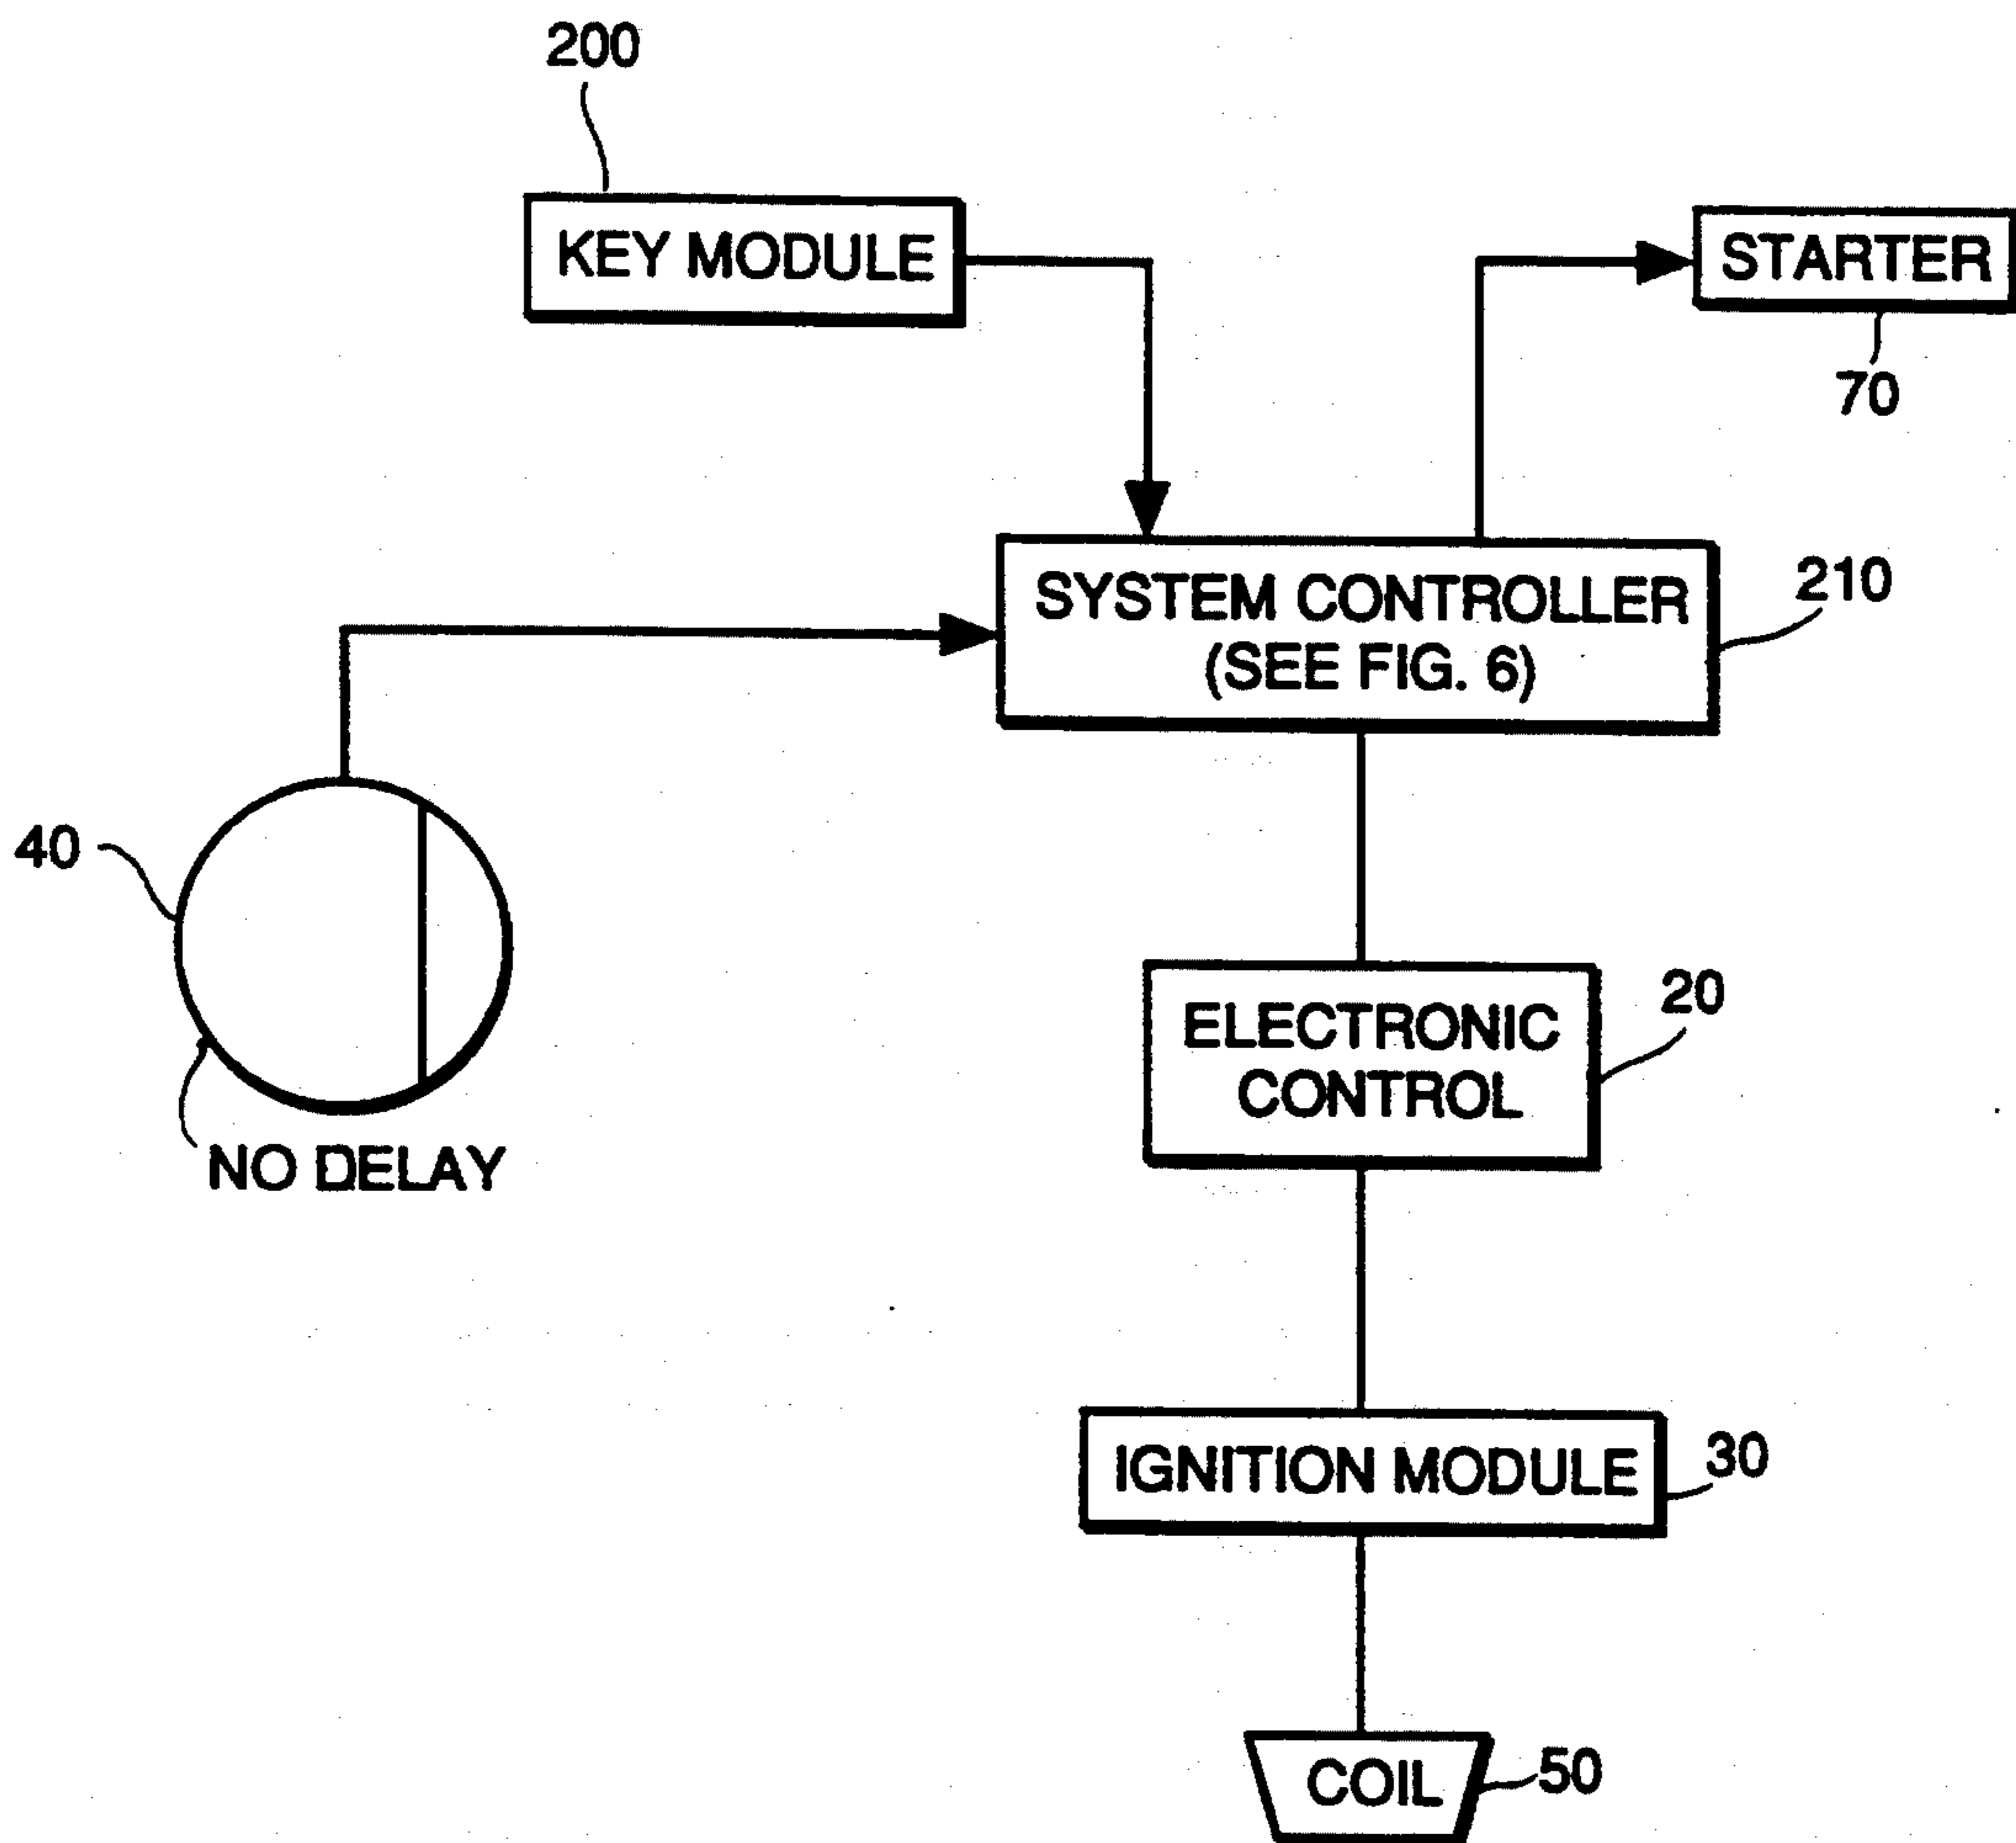 200
KEY MODULE
STARTER
70
SYSTEM CONTROLLER
(SEE FIG. 6)
210
40
NO DELAY
ELECTRONIC
CONTROL
20
IGNITION MODULE
30
COIL
50